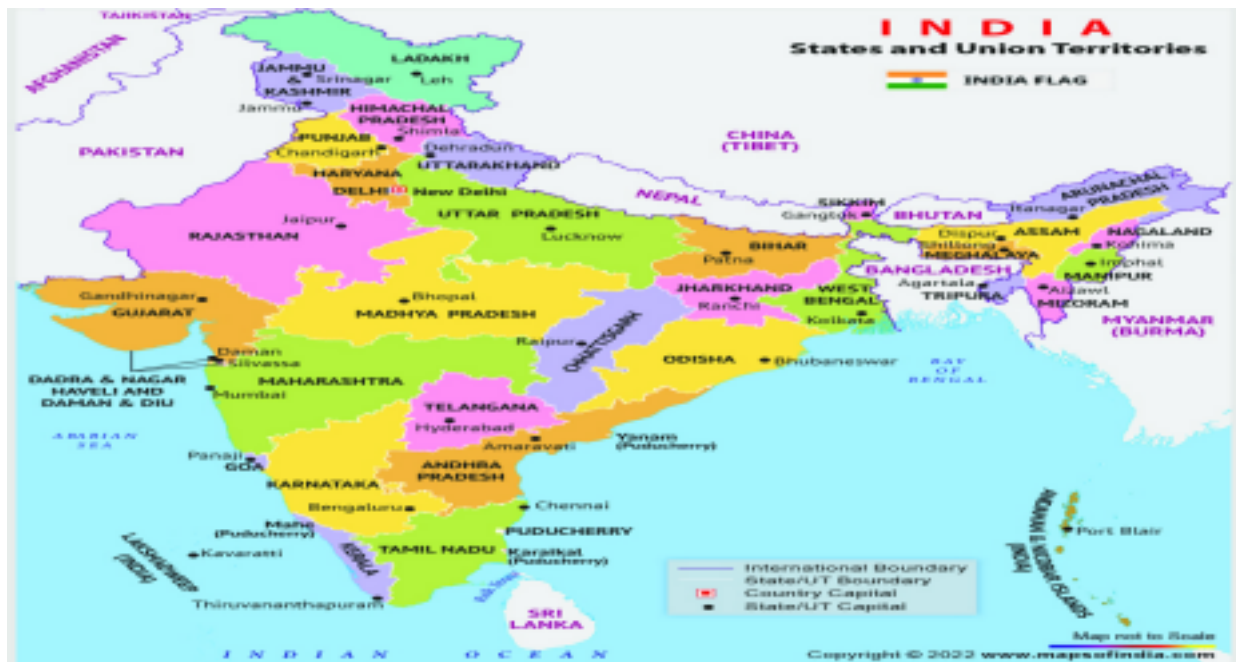 INDIA
States and Union Territories
INDIA FLAG
TAJIKISTAN
AFGHANISTAN
PAKISTAN
CHINA
(TIBET)
NEPAL
BHUTAN
BANGLADESH
MYANMAR
(BURMA)
SRI
LANKA
LADAKH
Leh
JAMMU
&
KASHMIR
Srinagar
Jammu
HIMACHAL
PRADESH
Shimla
PUNJAB
Chandigarh
Dehradun
UTTARAKHAND
HARYANA
DELHI
New Delhi
UTTAR PRADESH
Lucknow
Jaipur
RAJASTHAN
SIKKIM
Gangtok
ARUNACHAL
PRADESH
Itanagar
ASSAM
Dispur
NAGALAND
Kohima
Shillong
MEGHALAYA
Imphal
MANIPUR
Agartala
TRIPURA
Aizawl
MIZORAM
BIHAR
Patna
JHARKHAND
Ranchi
WEST
BENGAL
Kolkata
Gandhinagar
GUJARAT
Bhopal
MADHYA PRADESH
Raipur
CHHATTISGARH
ODISHA
Bhubaneswar
Daman
Silvassa
DADRA & NAGAR
HAVELI AND
DAMAN & DIU
MAHARASHTRA
Mumbai
TELANGANA
Hyderabad
Amaravati
Yanam
(Puducherry)
ANDHRA
PRADESH
Panaji
GOA
KARNATAKA
Bengaluru
Chennai
Mahe
(Puducherry)
PUDUCHERRY
TAMIL NADU
Karaikal
(Puducherry)
KERALA
Thiruvananthapuram
LAKSHADWEEP
(INDIA)
Kavaratti
ANDAMAN & NICOBAR ISLANDS
(INDIA)
Port Blair
ARABIAN
SEA
BAY
OF
BENGAL
Palk Strait
INDIAN OCEAN
International Boundary
State/UT Boundary
Country Capital
State/UT Capital
Map not to Scale
Copyright © 2022 www.mapsofindia.com